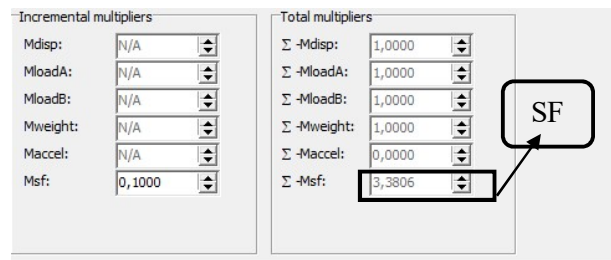 Incremental multipliers
Mdisp: N/A
MloadA: N/A
MloadB: N/A
Mweight: N/A
Maccel: N/A
Msf: 0,1000
Total multipliers
Σ -Mdisp: 1,0000
Σ -MloadA: 1,0000
Σ -MloadB: 1,0000
Σ -Mweight: 1,0000
Σ -Maccel: 0,0000
Σ -Msf: 3,3806
SF